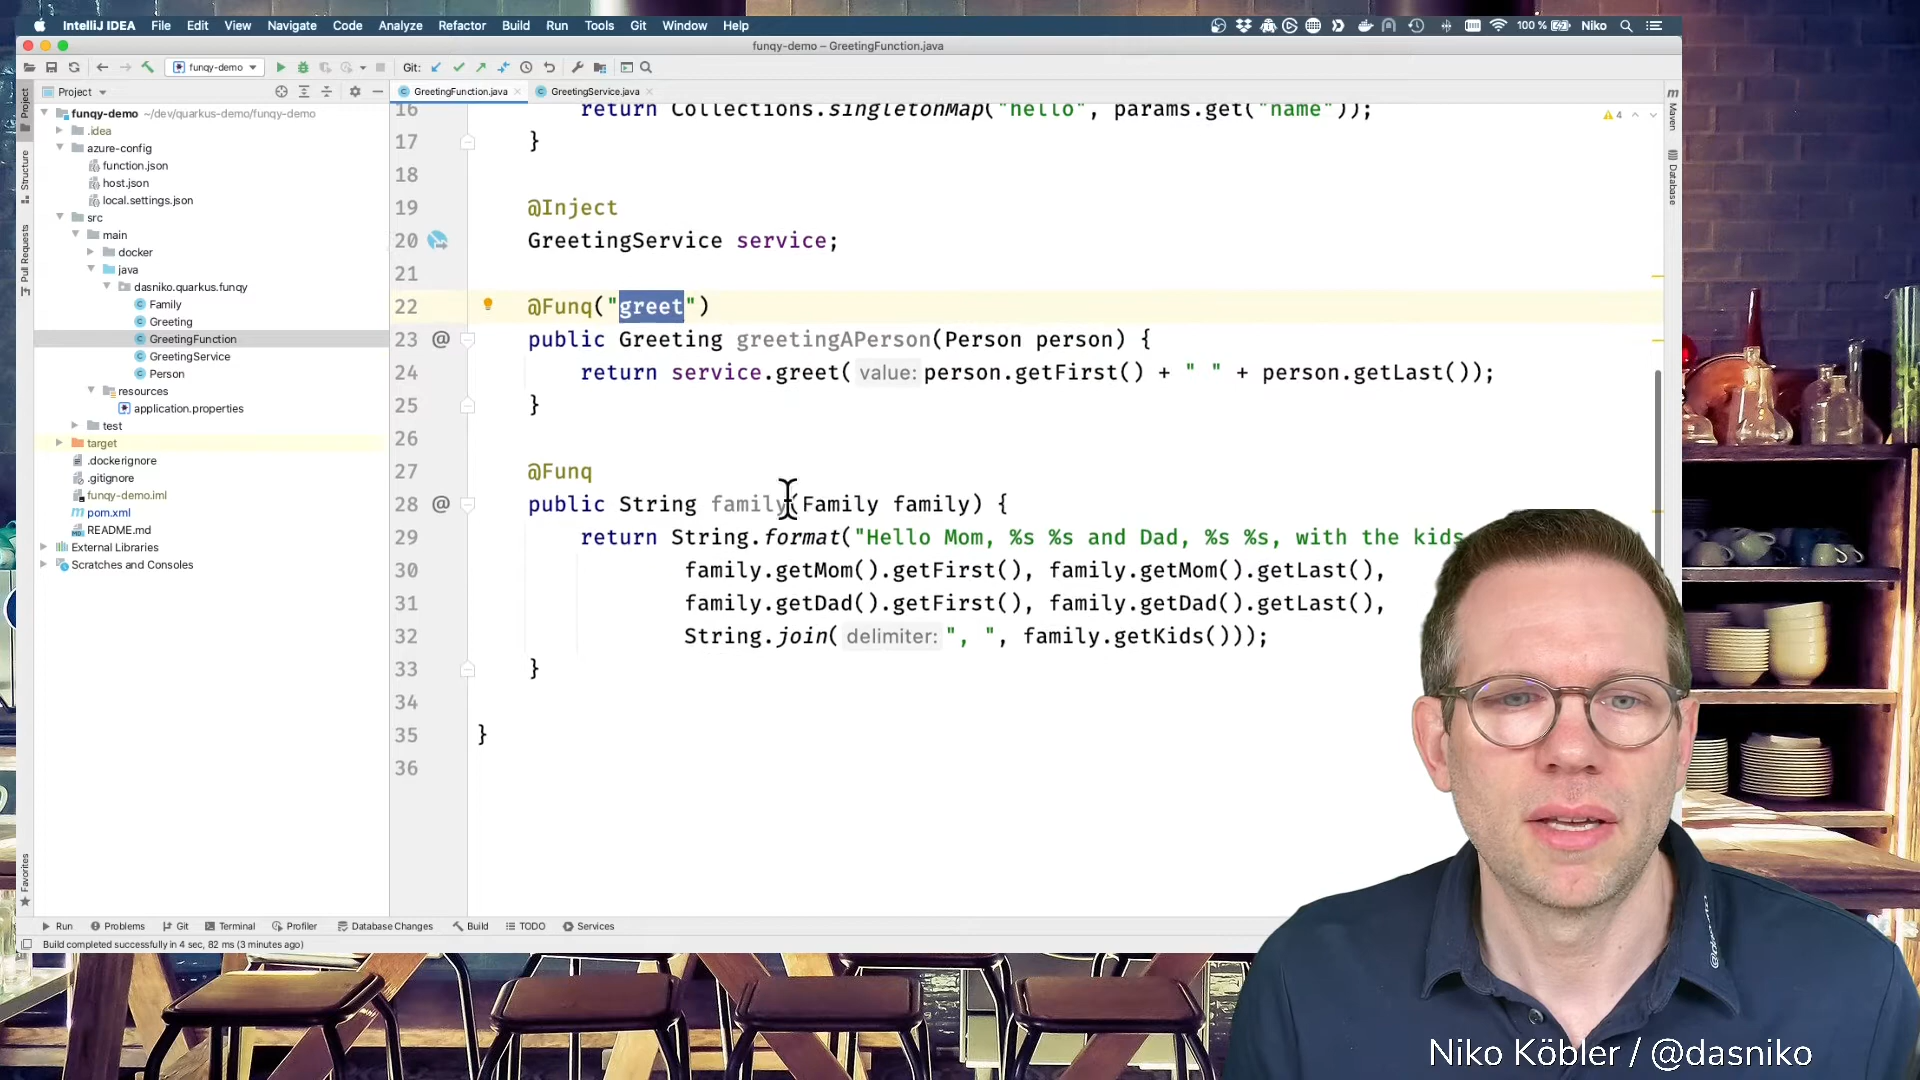 IntelliJ IDEA File Edit View Navigate Code Analyze Refactor Build Run Tools Git Window Help 100 % Niko
funqy-demo – GreetingFunction.java
funqy-demo Git:
Project
GreetingFunction.java GreetingService.java
Project
Structure
Pull Requests
Favorites
funqy-demo ~/dev/quarkus-demo/funqy-demo
.idea
azure-config
function.json
host.json
local.settings.json
src
main
docker
java
dasniko.quarkus.funqy
Family
Greeting
GreetingFunction
GreetingService
Person
resources
application.properties
test
target
.dockerignore
.gitignore
funqy-demo.iml
pom.xml
README.md
External Libraries
Scratches and Consoles
16 return Collections.singletonMap("hello", params.get("name"));
17 }
18
19 @Inject
20 GreetingService service;
21
22 @Funq("greet")
23 public Greeting greetingAPerson(Person person) {
24 return service.greet( value: person.getFirst() + " " + person.getLast());
25 }
26
27 @Funq
28 public String family(Family family) {
29 return String.format("Hello Mom, %s %s and Dad, %s %s, with the kids
30 family.getMom().getFirst(), family.getMom().getLast(),
31 family.getDad().getFirst(), family.getDad().getLast(),
32 String.join( delimiter: ", ", family.getKids()));
33 }
34
35 }
36
4
Maven
Database
Run Problems Git Terminal Profiler Database Changes Build TODO Services
Build completed successfully in 4 sec, 82 ms (3 minutes ago)
@dasniko
Niko Köbler / @dasniko